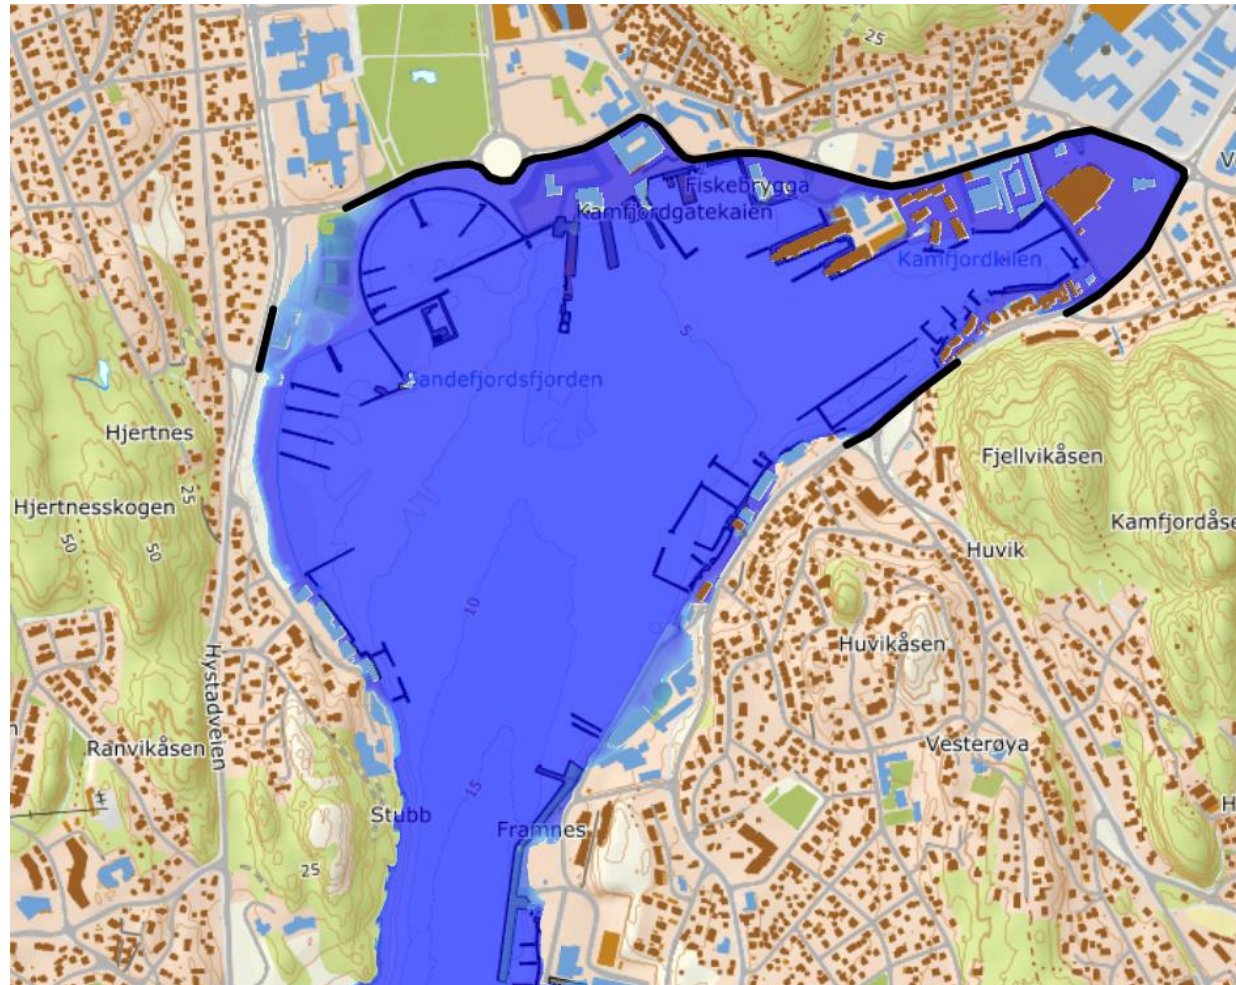 25
Fiskebrygga
Kamfjordgatekaien
Kamfjordkilen
5
andefjordsfjorden
Hjertnes
Fjellvikåsen
25
Hjertnesskogen
Kamfjordåse
50
50
Huvik
10
Huvikåsen
Hystadveien
Vesterøya
Ranvikåsen
15
Stubb
Framnes
25